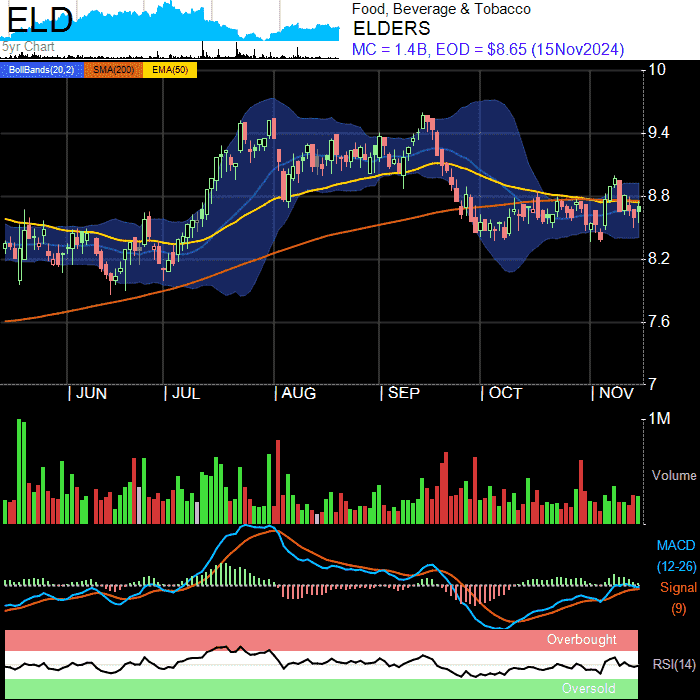 ELD
5yr Chart
Food, Beverage & Tobacco
ELDERS
MC = 1.4B, EOD = $8.65 (15Nov2024)
BollBands(20,2) SMA(200) EMA(50)
10
9.4
8.8
8.2
7.6
7
JUN JUL AUG SEP OCT NOV
1M
Volume
MACD
(12-26)
Signal
(9)
Overbought
RSI(14)
Oversold